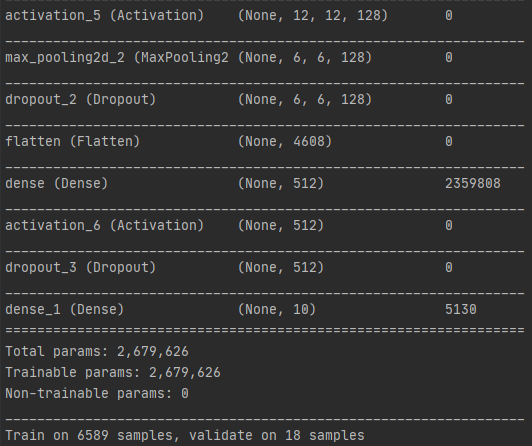 activation_5 (Activation) (None, 12, 12, 128) 0
_________________________________________________________________
max_pooling2d_2 (MaxPooling2 (None, 6, 6, 128) 0
_________________________________________________________________
dropout_2 (Dropout) (None, 6, 6, 128) 0
_________________________________________________________________
flatten (Flatten) (None, 4608) 0
_________________________________________________________________
dense (Dense) (None, 512) 2359808
_________________________________________________________________
activation_6 (Activation) (None, 512) 0
_________________________________________________________________
dropout_3 (Dropout) (None, 512) 0
_________________________________________________________________
dense_1 (Dense) (None, 10) 5130
=================================================================
Total params: 2,679,626
Trainable params: 2,679,626
Non-trainable params: 0
_________________________________________________________________
Train on 6589 samples, validate on 18 samples